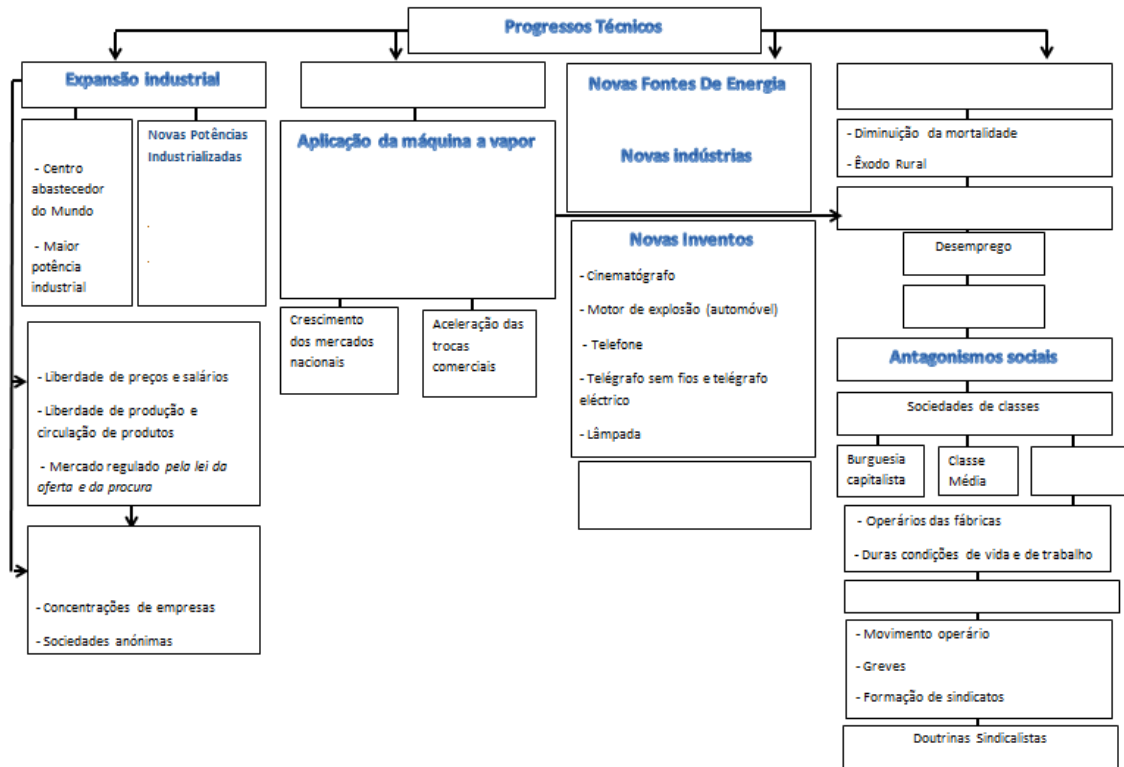 Progressos Técnicos
Expansão industrial
- Centro
abastecedor
do Mundo
- Maior
potência
industrial
Novas Potências
Industrializadas
- Liberdade de preços e salários
- Liberdade de produção e
circulação de produtos
- Mercado regulado pela lei da
oferta e da procura
- Concentrações de empresas
- Sociedades anónimas
Aplicação da máquina a vapor
Crescimento
dos mercados
nacionais
Aceleração das
trocas
comerciais
Novas Fontes De Energia
Novas indústrias
Novas Inventos
- Cinematógrafo
- Motor de explosão (automóvel)
- Telefone
- Telégrafo sem fios e telégrafo
eléctrico
- Lâmpada
- Diminuição da mortalidade
- Êxodo Rural
Desemprego
Antagonismos sociais
Sociedades de classes
Burguesia
capitalista
Classe
Média
- Operários das fábricas
- Duras condições de vida e de trabalho
- Movimento operário
- Greves
- Formação de sindicatos
Doutrinas Sindicalistas